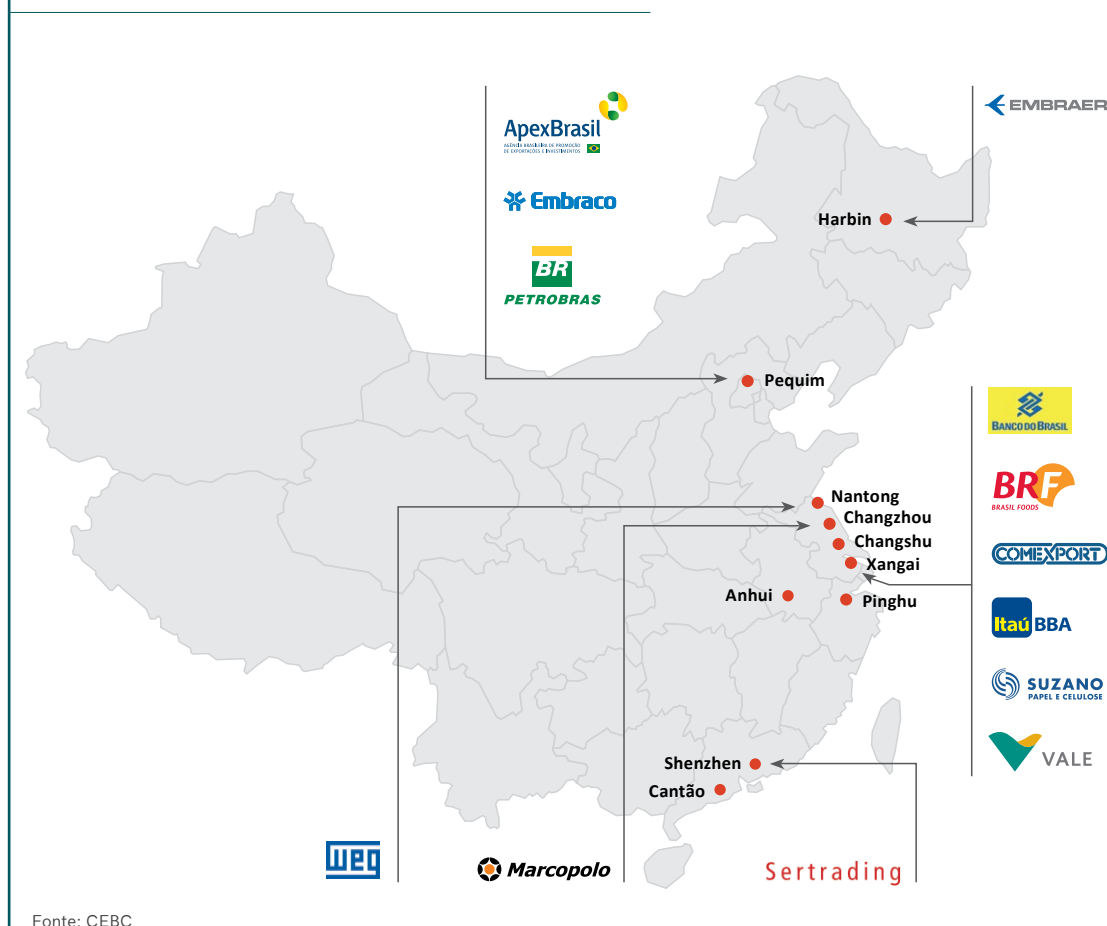 ApexBrasil
AGÊNCIA BRASILEIRA DE PROMOÇÃO
DE EXPORTAÇÕES E INVESTIMENTOS
Embraco
BR
PETROBRAS
EMBRAER
Harbin
Pequim
BANCO DO BRASIL
BRF
BRASIL FOODS
Nantong
Changzhou
Changshu
Xangai
COMEXPORT
Anhui
Pinghu
Itaú BBA
SUZANO
PAPEL E CELULOSE
VALE
Shenzhen
Cantão
weg
Marcopolo
Sertrading
Fonte: CEBC